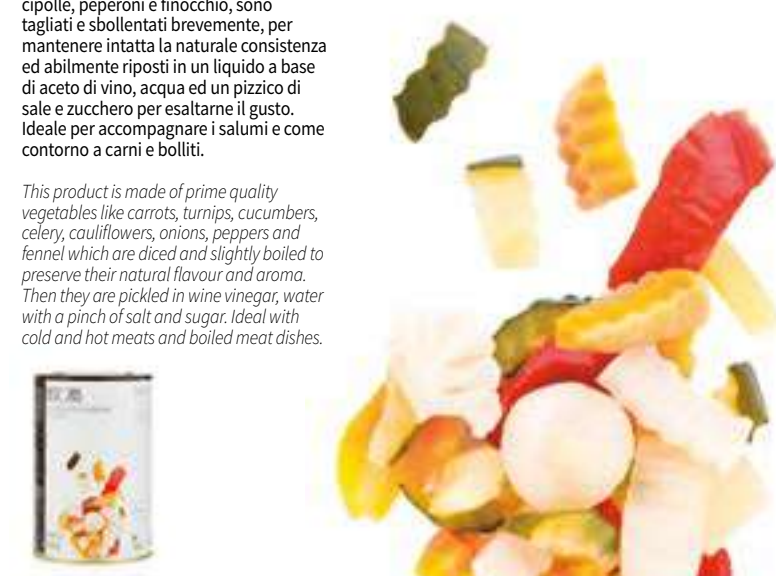 cipolle, peperoni e finocchio, sono
tagliati e sbollentati brevemente, per
mantenere intatta la naturale consistenza
ed abilmente riposti in un liquido a base
di aceto di vino, acqua ed un pizzico di
sale e zucchero per esaltarne il gusto.
Ideale per accompagnare i salumi e come
contorno a carni e bolliti.
This product is made of prime quality
vegetables like carrots, turnips, cucumbers,
celery, cauliflowers, onions, peppers and
fennel which are diced and slightly boiled to
preserve their natural flavour and aroma.
Then they are pickled in wine vinegar, water
with a pinch of salt and sugar. Ideal with
cold and hot meats and boiled meat dishes.